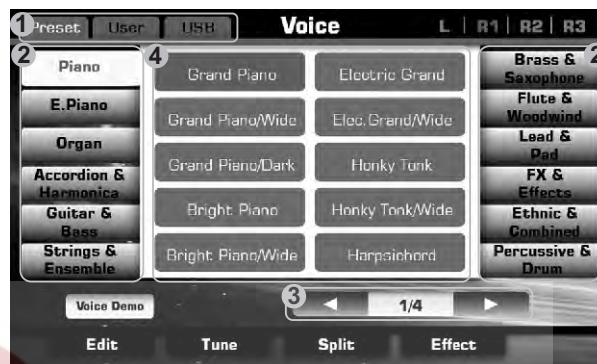 1 Preset User USB Voice L R1 R2 R3
2
Piano
E.Piano
Organ
Accordion &
Harmonica
Guitar &
Bass
Strings &
Ensemble
4
Grand Piano Electric Grand
Grand Piano/Wide Elec.Grand/Wide
Grand Piano/Dark Honky Tonk
Bright Piano Honky Tonk/Wide
Bright Piano/Wide Harpsichord
2
Brass &
Saxophone
Flute &
Woodwind
Lead &
Pad
FX &
Effects
Ethnic &
Combined
Percussive &
Drum
Voice Demo
3 1/4
Edit Tune Split Effect